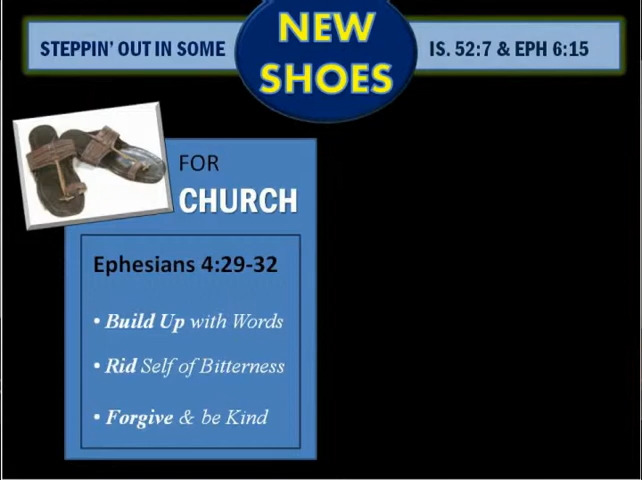 STEPPIN' OUT IN SOME
NEW
SHOES
IS. 52:7 & EPH 6:15
FOR
CHURCH
Ephesians 4:29-32
• Build Up with Words
• Rid Self of Bitterness
• Forgive & be Kind